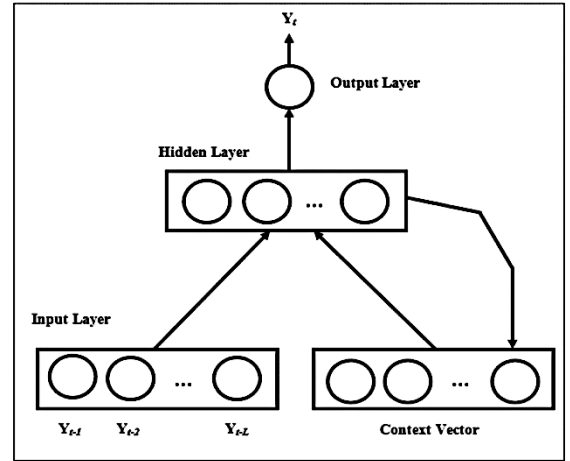 Yt
Output Layer
Hidden Layer
...
Input Layer
... ...
Yt-1 Yt-2 Yt-L Context Vector